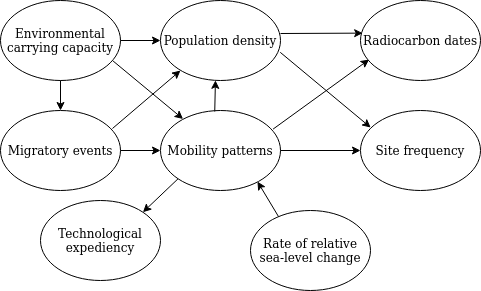 Environmental
carrying capacity
Population density
Radiocarbon dates
Migratory events
Mobility patterns
Site frequency
Technological
expediency
Rate of relative
sea-level change